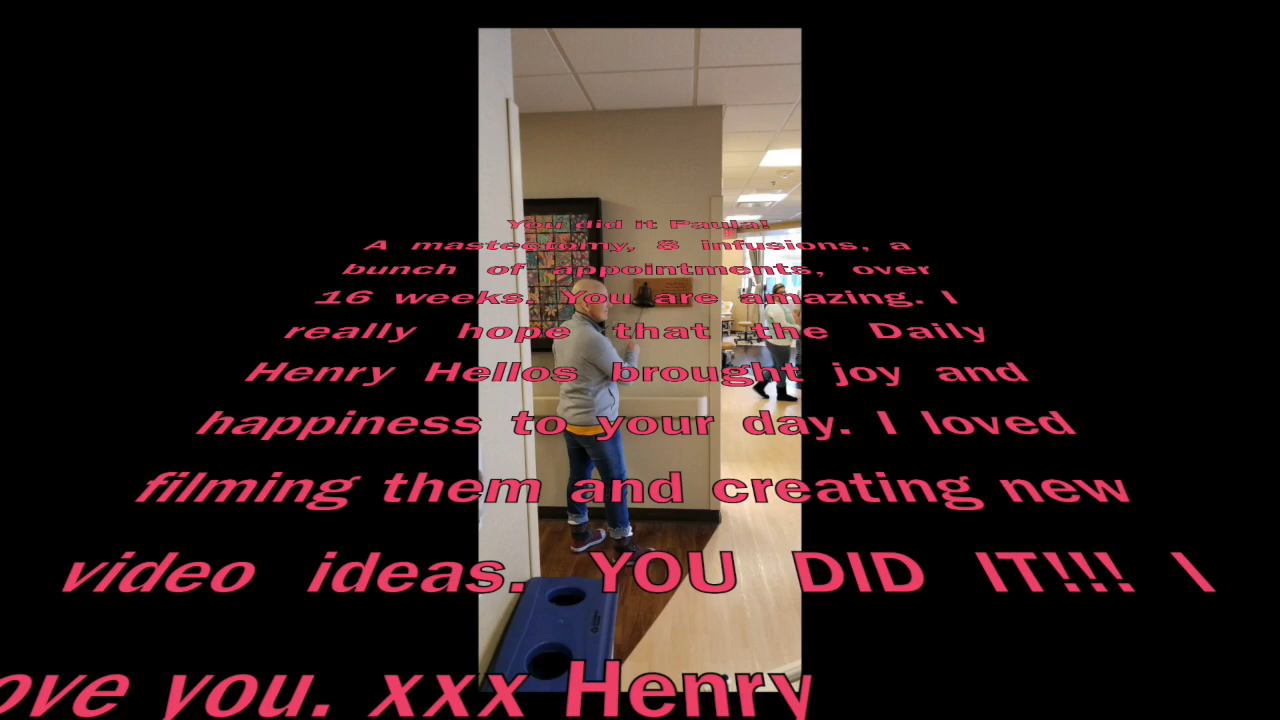 You did it Paula!
A mastectomy, 8 infusions, a
bunch of appointments, over
16 weeks. You are amazing. I
really hope that the Daily
Henry Hellos brought joy and
happiness to your day. I loved
filming them and creating new
video ideas. YOU DID IT!!! I
ove you. xxx Henry